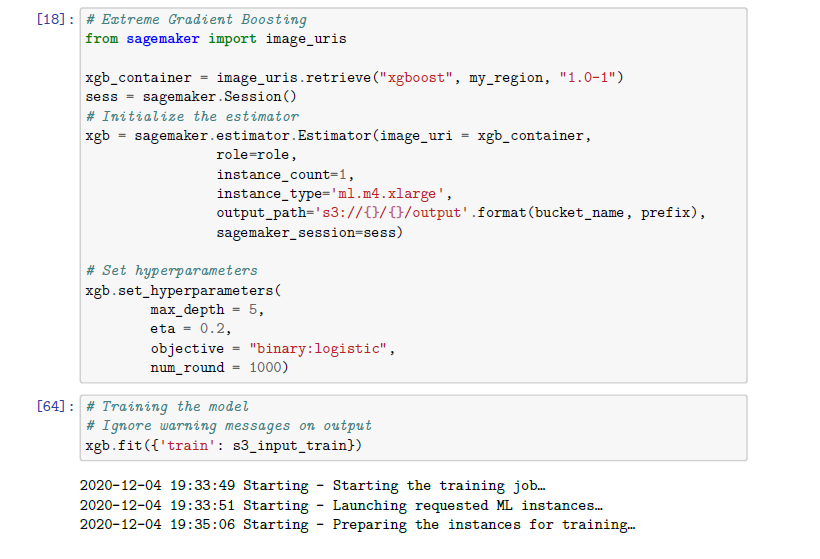 [18]: # Extreme Gradient Boosting
from sagemaker import image_uris
xgb_container = image_uris.retrieve("xgboost", my_region, "1.0-1")
sess = sagemaker.Session()
# Initialize the estimator
xgb = sagemaker.estimator.Estimator(image_uri = xgb_container,
role=role,
instance_count=1,
instance_type='ml.m4.xlarge',
output_path='s3://{}/{}/output'.format(bucket_name, prefix),
sagemaker_session=sess)
# Set hyperparameters
xgb.set_hyperparameters(
max_depth = 5,
eta = 0.2,
objective = "binary:logistic",
num_round = 1000)
[64]: # Training the model
# Ignore warning messages on output
xgb.fit({'train': s3_input_train})
2020-12-04 19:33:49 Starting - Starting the training job…
2020-12-04 19:33:51 Starting - Launching requested ML instances…
2020-12-04 19:35:06 Starting - Preparing the instances for training…